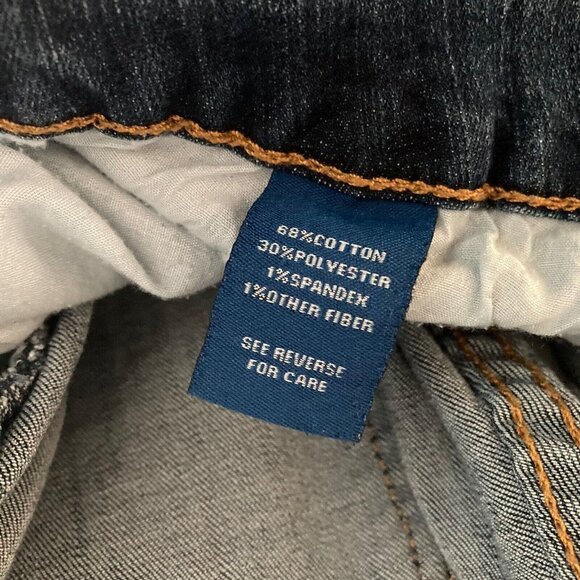 68%COTTON
30%POLYESTER
1%SPANDEX
1%OTHER FIBER
SEE REVERSE
FOR CARE